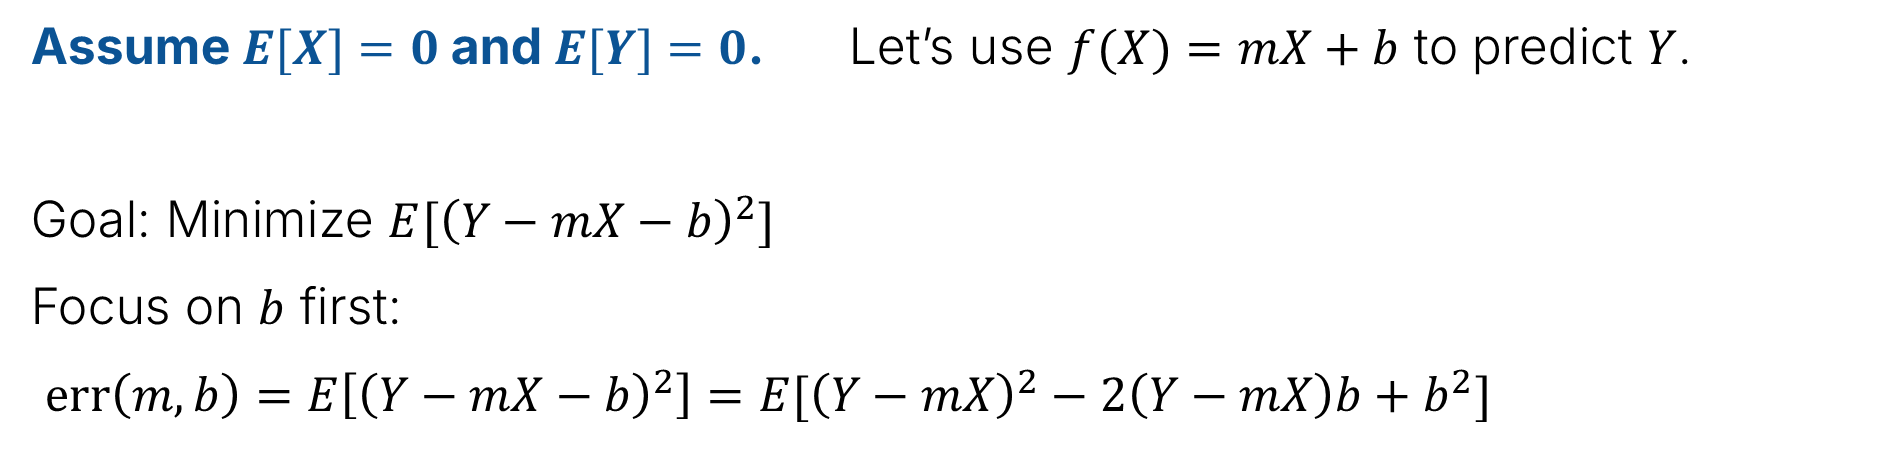 Assume E[X] = 0 and E[Y] = 0. Let’s use f(X) = mX + b to predict Y.
Goal: Minimize E[(Y − mX − b)²]
Focus on b first:
err(m, b) = E[(Y − mX − b)²] = E[(Y − mX)² − 2(Y − mX)b + b²]